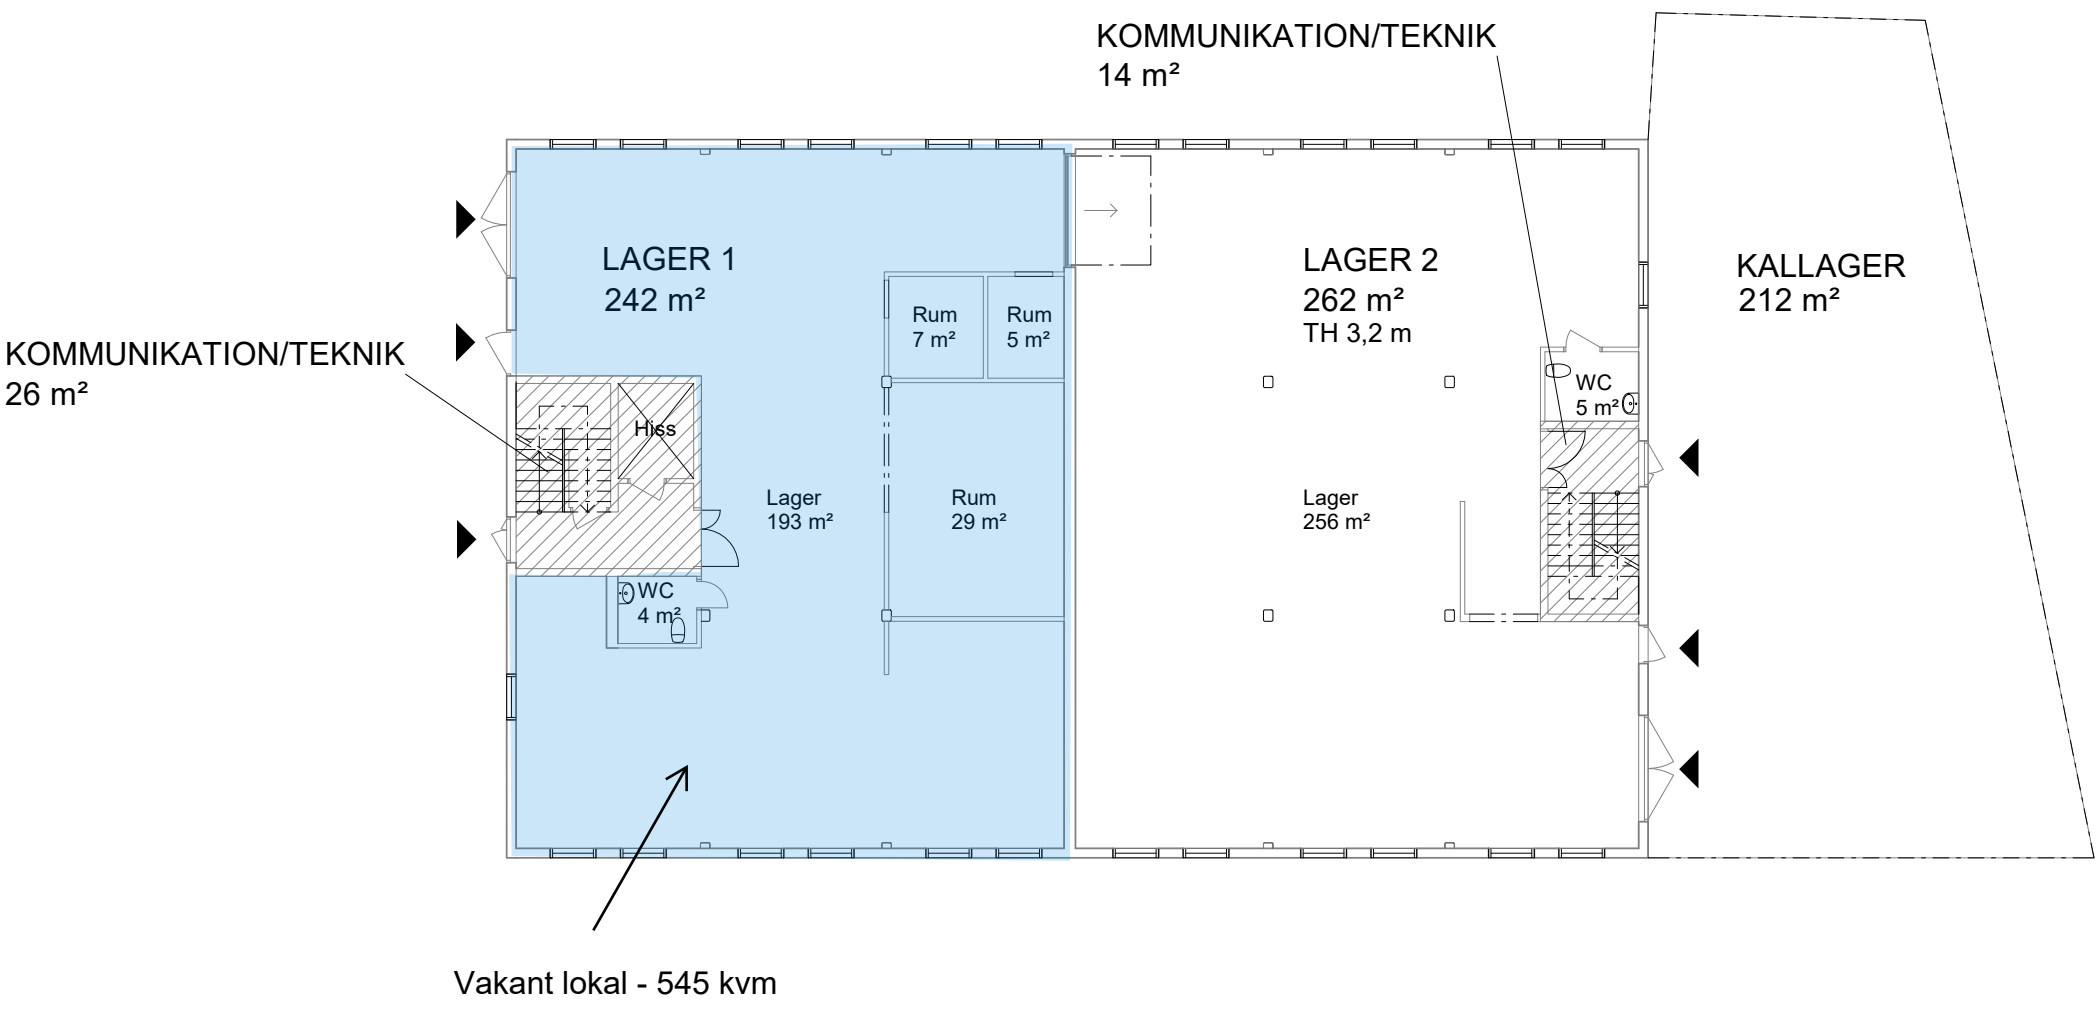 KOMMUNIKATION/TEKNIK
14 m²
LAGER 1
242 m²
LAGER 2
262 m²
TH 3,2 m
KALLAGER
212 m²
Rum
7 m²
Rum
5 m²
KOMMUNIKATION/TEKNIK
26 m²
WC
5 m²
Hiss
Lager
193 m²
Rum
29 m²
Lager
256 m²
WC
4 m²
Vakant lokal - 545 kvm